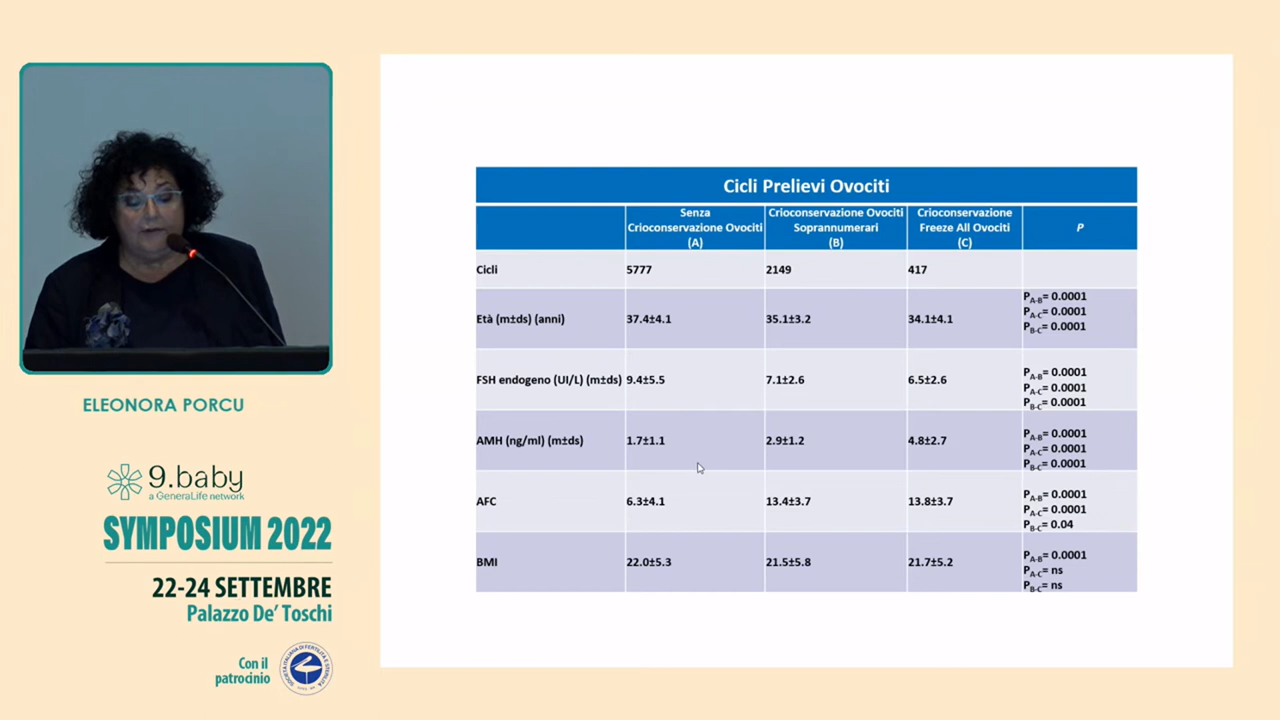 ELEONORA PORCU
9.baby
a GeneraLife network
SYMPOSIUM 2022
22-24 SETTEMBRE
Palazzo De' Toschi
Con il
patrocinio
Cicli Prelievi Ovociti
Senza
Crioconservazione Ovociti
(A)
Crioconservazione Ovociti
Soprannumerari
(B)
Crioconservazione
Freeze All Ovociti
(C)
P
Cicli 5777 2149 417
Età (m±ds) (anni) 37.4±4.1 35.1±3.2 34.1±4.1
PA-B= 0.0001
PA-C= 0.0001
PB-C= 0.0001
FSH endogeno (UI/L) (m±ds) 9.4±5.5 7.1±2.6 6.5±2.6
PA-B= 0.0001
PA-C= 0.0001
PB-C= 0.0001
AMH (ng/ml) (m±ds) 1.7±1.1 2.9±1.2 4.8±2.7
PA-B= 0.0001
PA-C= 0.0001
PB-C= 0.0001
AFC 6.3±4.1 13.4±3.7 13.8±3.7
PA-B= 0.0001
PA-C= 0.0001
PB-C= 0.04
BMI 22.0±5.3 21.5±5.8 21.7±5.2
PA-B= 0.0001
PA-C= ns
PB-C= ns